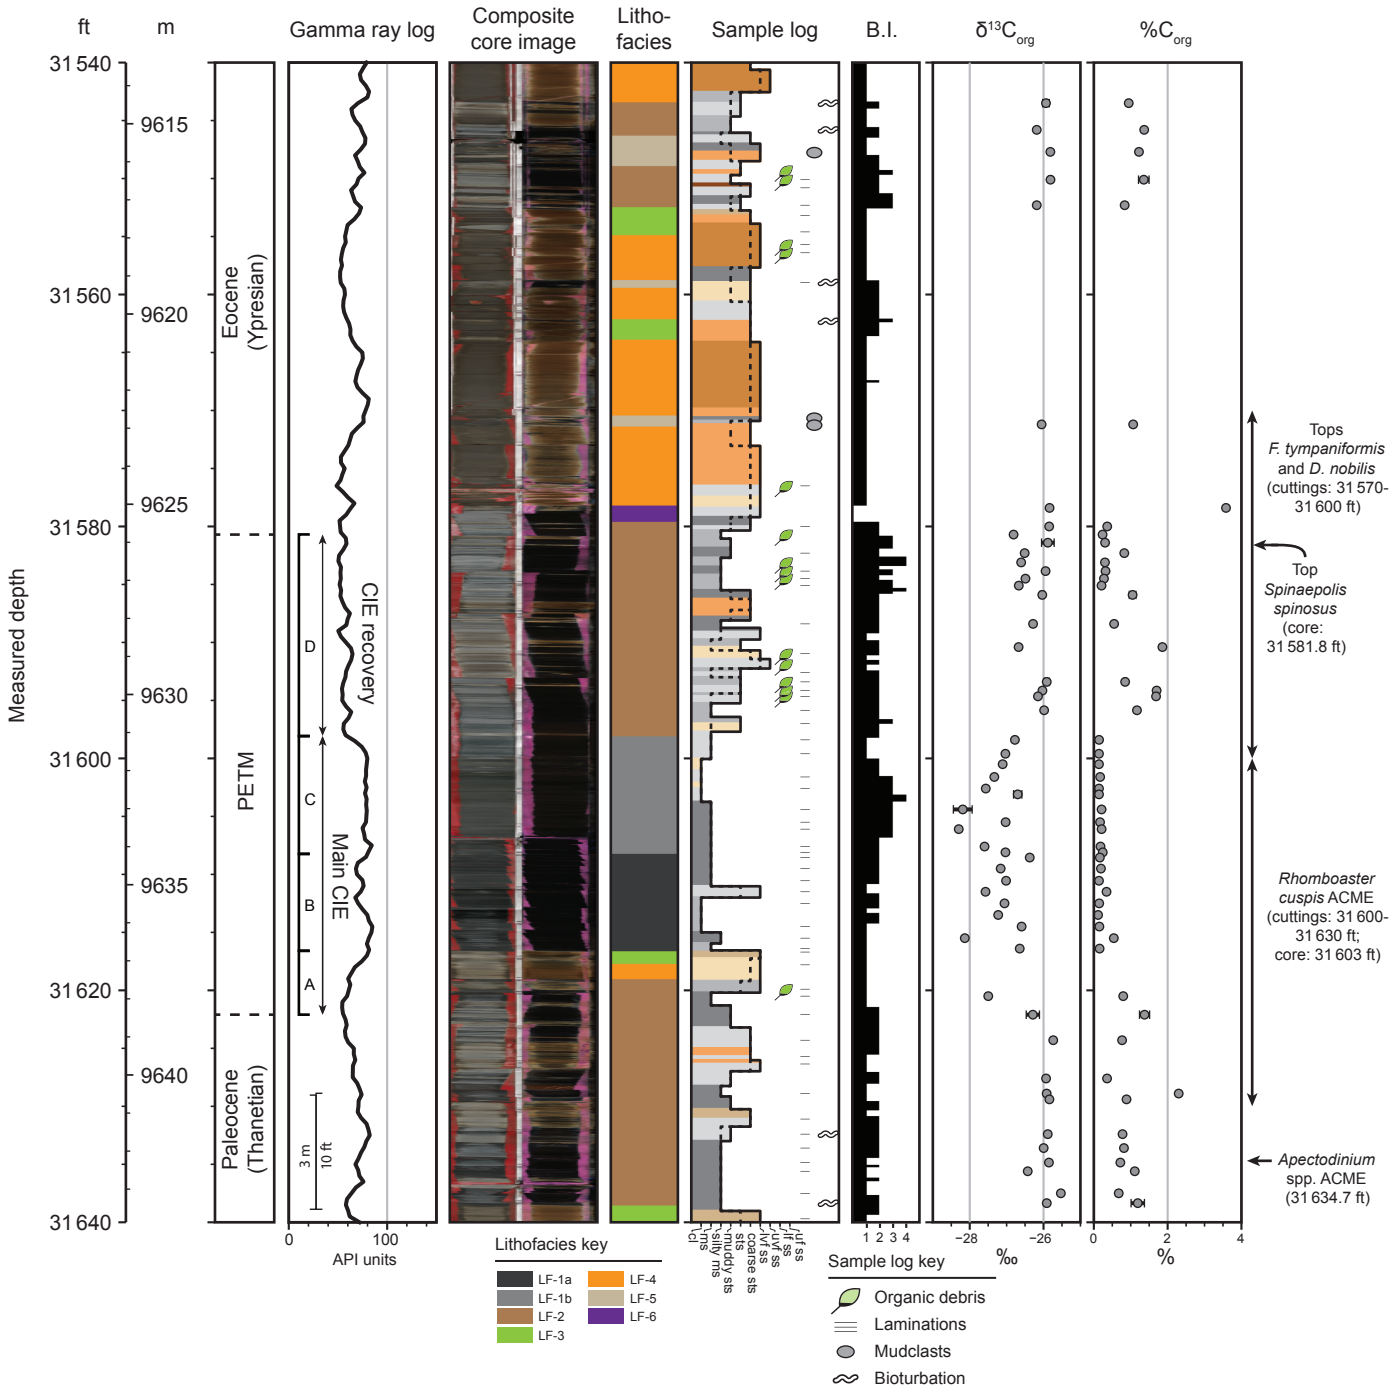 ft
m
Gamma ray log
Composite
core image
Litho-
facies
Sample log
B.I.
δ13Corg
%Corg
Measured depth
31 540
31 560
31 580
31 600
31 620
31 640
9615
9620
9625
9630
9635
9640
Eocene
(Ypresian)
PETM
Paleocene
(Thanetian)
D
C
B
A
CIE recovery
Main CIE
3 m
10 ft
0
100
API units
cl
ms
silty ms
muddy sts
sts
coarse sts
lvf ss
uvf ss
lf ss
uf ss
1
2
3
4
−28
−26
‰
0
2
4
%
Tops
F. tympaniformis
and D. nobilis
(cuttings: 31 570-
31 600 ft)
Top
Spinaepolis
spinosus
(core:
31 581.8 ft)
Rhomboaster
cuspis ACME
(cuttings: 31 600-
31 630 ft;
core: 31 603 ft)
Apectodinium
spp. ACME
(31 634.7 ft)
Lithofacies key
LF-1a
LF-1b
LF-2
LF-3
LF-4
LF-5
LF-6
Sample log key
Organic debris
Laminations
Mudclasts
Bioturbation